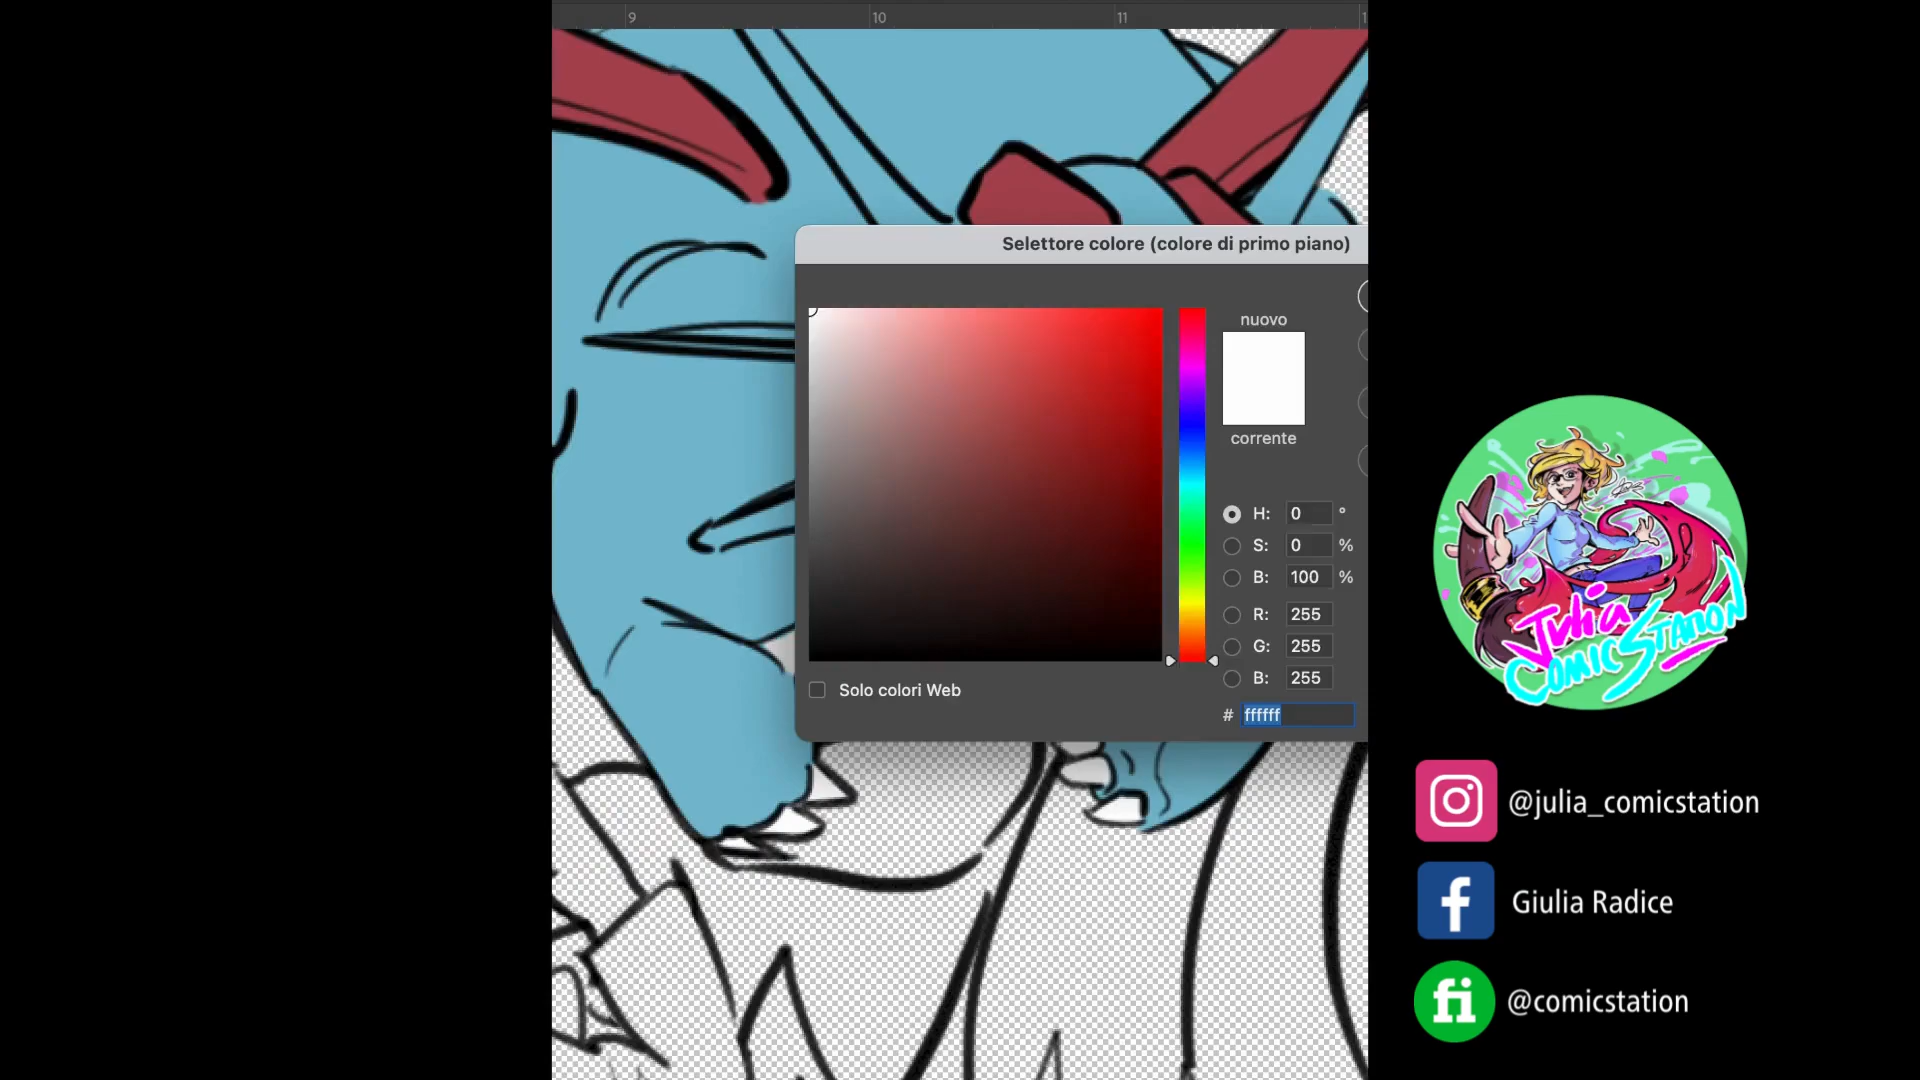 9
10
11
Selettore colore (colore di primo piano)
nuovo
corrente
H: 0 °
S: 0 %
B: 100 %
R: 255
G: 255
B: 255
Solo colori Web
# ffffff
Julia
ComicStation
@julia_comicstation
f Giulia Radice
fi @comicstation